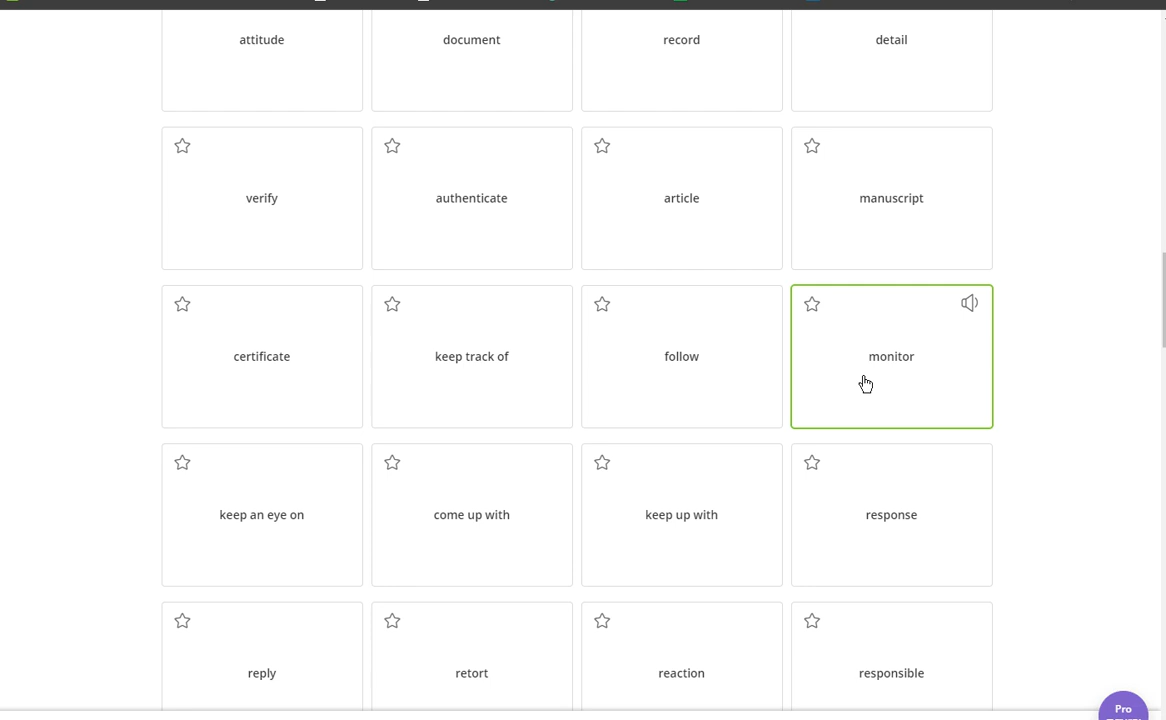 attitude document record detail
verify authenticate article manuscript
certificate keep track of follow monitor
keep an eye on come up with keep up with response
reply retort reaction responsible
Pro